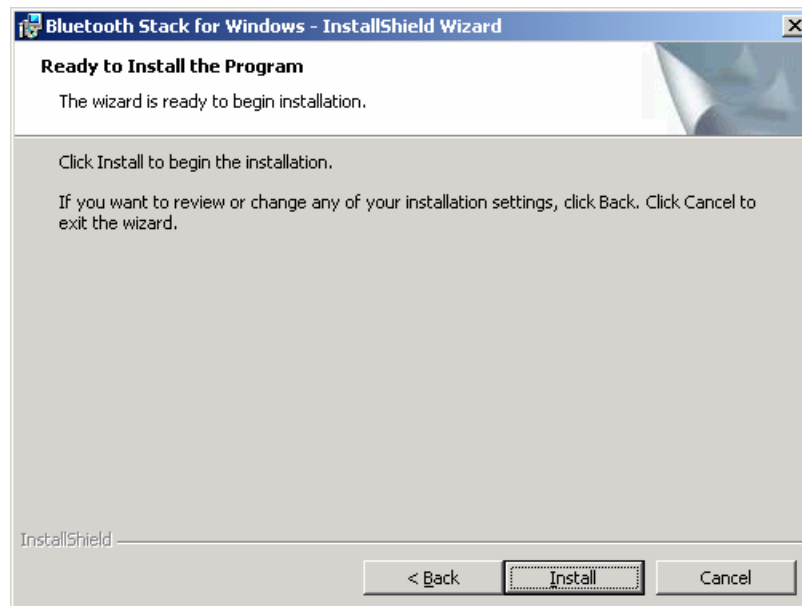 Bluetooth Stack for Windows - InstallShield Wizard
Ready to Install the Program
The wizard is ready to begin installation.
Click Install to begin the installation.
If you want to review or change any of your installation settings, click Back. Click Cancel to
exit the wizard.
InstallShield
< Back
Install
Cancel